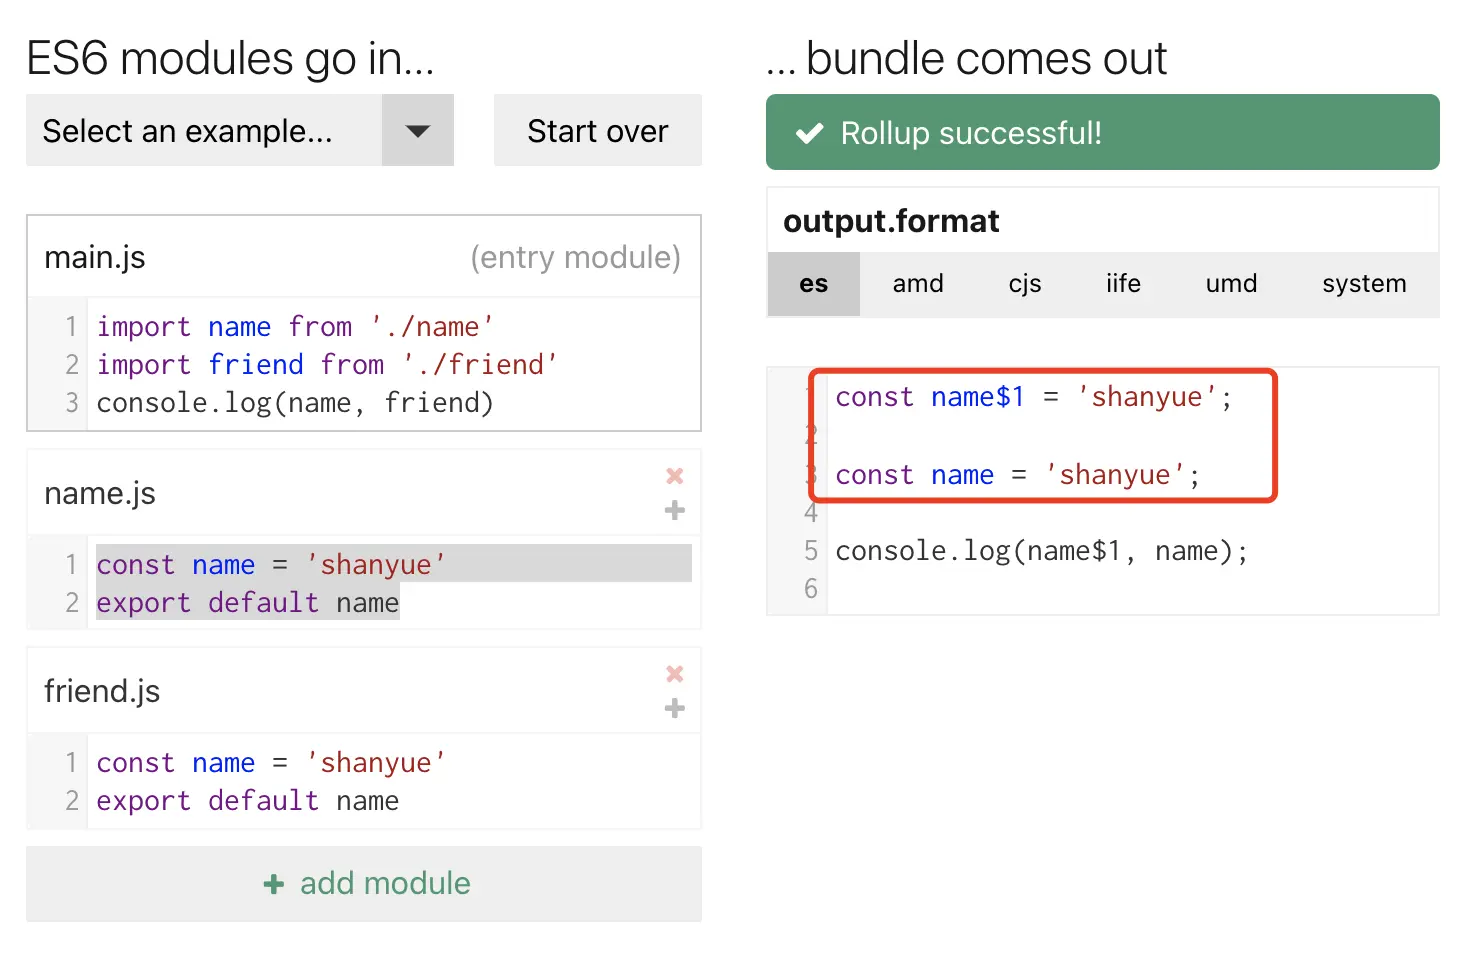 ES6 modules go in...
Select an example...
Start over
main.js
(entry module)
1 import name from './name'
2 import friend from './friend'
3 console.log(name, friend)
name.js
1 const name = 'shanyue'
2 export default name
friend.js
1 const name = 'shanyue'
2 export default name
add module
... bundle comes out
Rollup successful!
output.format
es amd cjs iife umd system
1 const name$1 = 'shanyue';
2
3 const name = 'shanyue';
4
5 console.log(name$1, name);
6